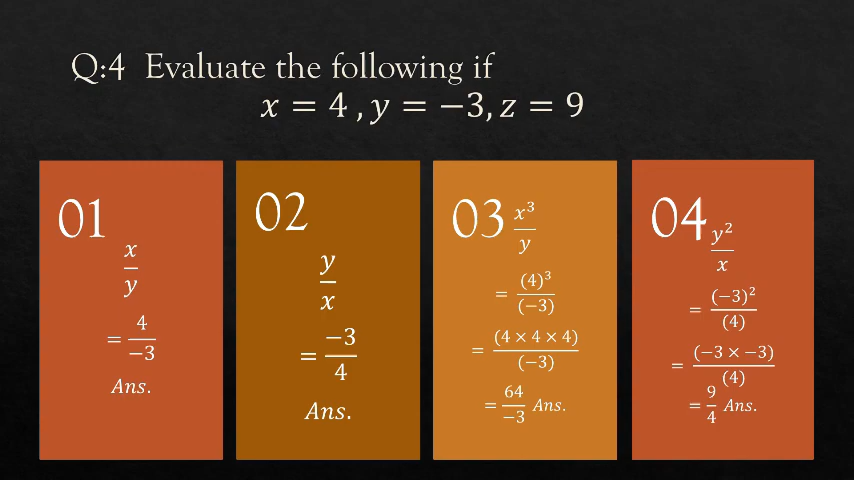 Q:4 Evaluate the following if
x = 4 , y = −3, z = 9
01
x/y
= 4/−3
Ans.
02
y/x
= −3/4
Ans.
03 x³/y
= (4)³/(−3)
= (4 × 4 × 4)/(−3)
= 64/−3 Ans.
04 y²/x
= (−3)²/(4)
= (−3 × −3)/(4)
= 9/4 Ans.